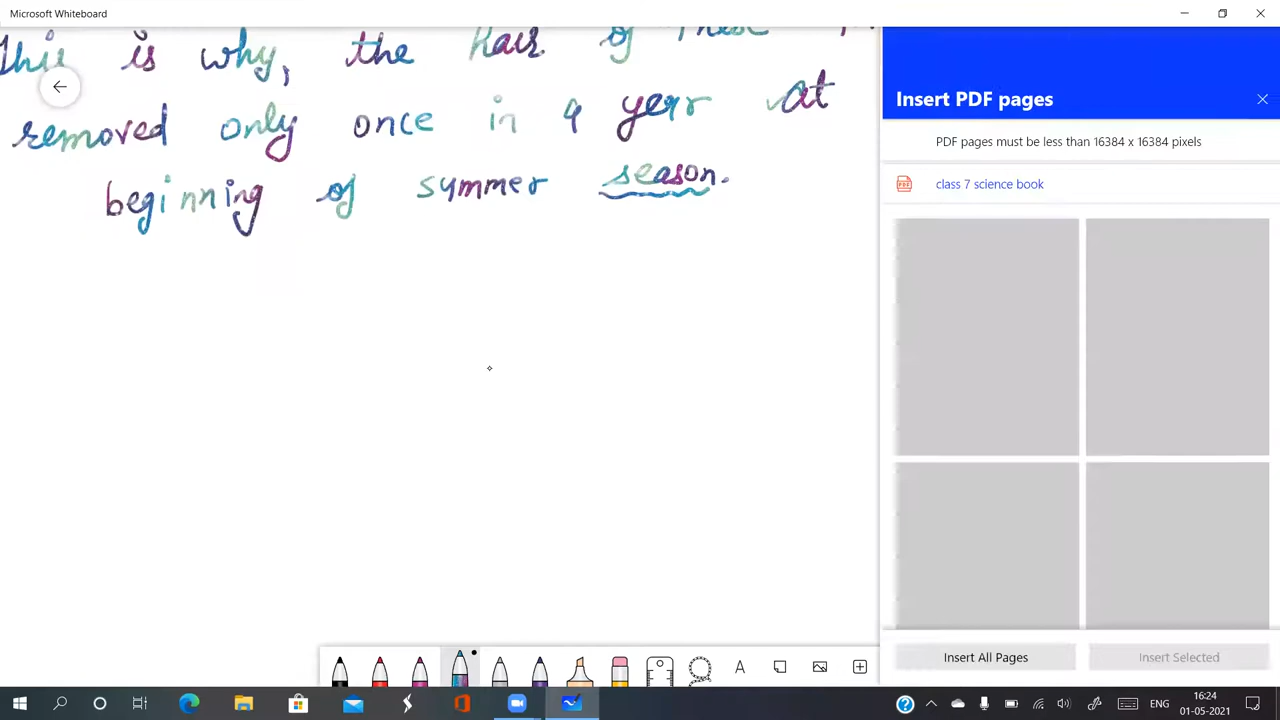 Microsoft Whiteboard
This is why, the hair of these
removed only once in a year at
beginning of summer season.
Insert PDF pages
PDF pages must be less than 16384 x 16384 pixels
PDF
class 7 science book
Insert All Pages
Insert Selected
A
ENG
16:24
01-05-2021